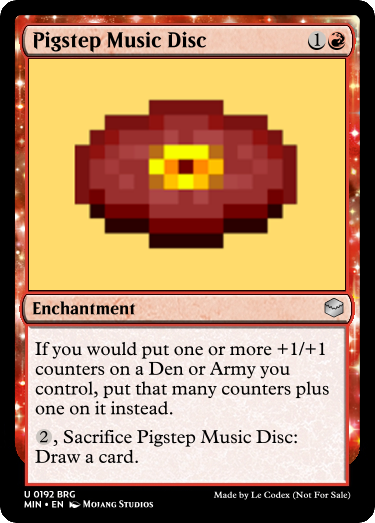 Pigstep Music Disc 1
Enchantment
If you would put one or more +1/+1
counters on a Den or Army you
control, put that many counters plus
one on it instead.
2, Sacrifice Pigstep Music Disc:
Draw a card.
U 0192 BRG
MIN • EN Mojang Studios
Made by Le Codex (Not For Sale)